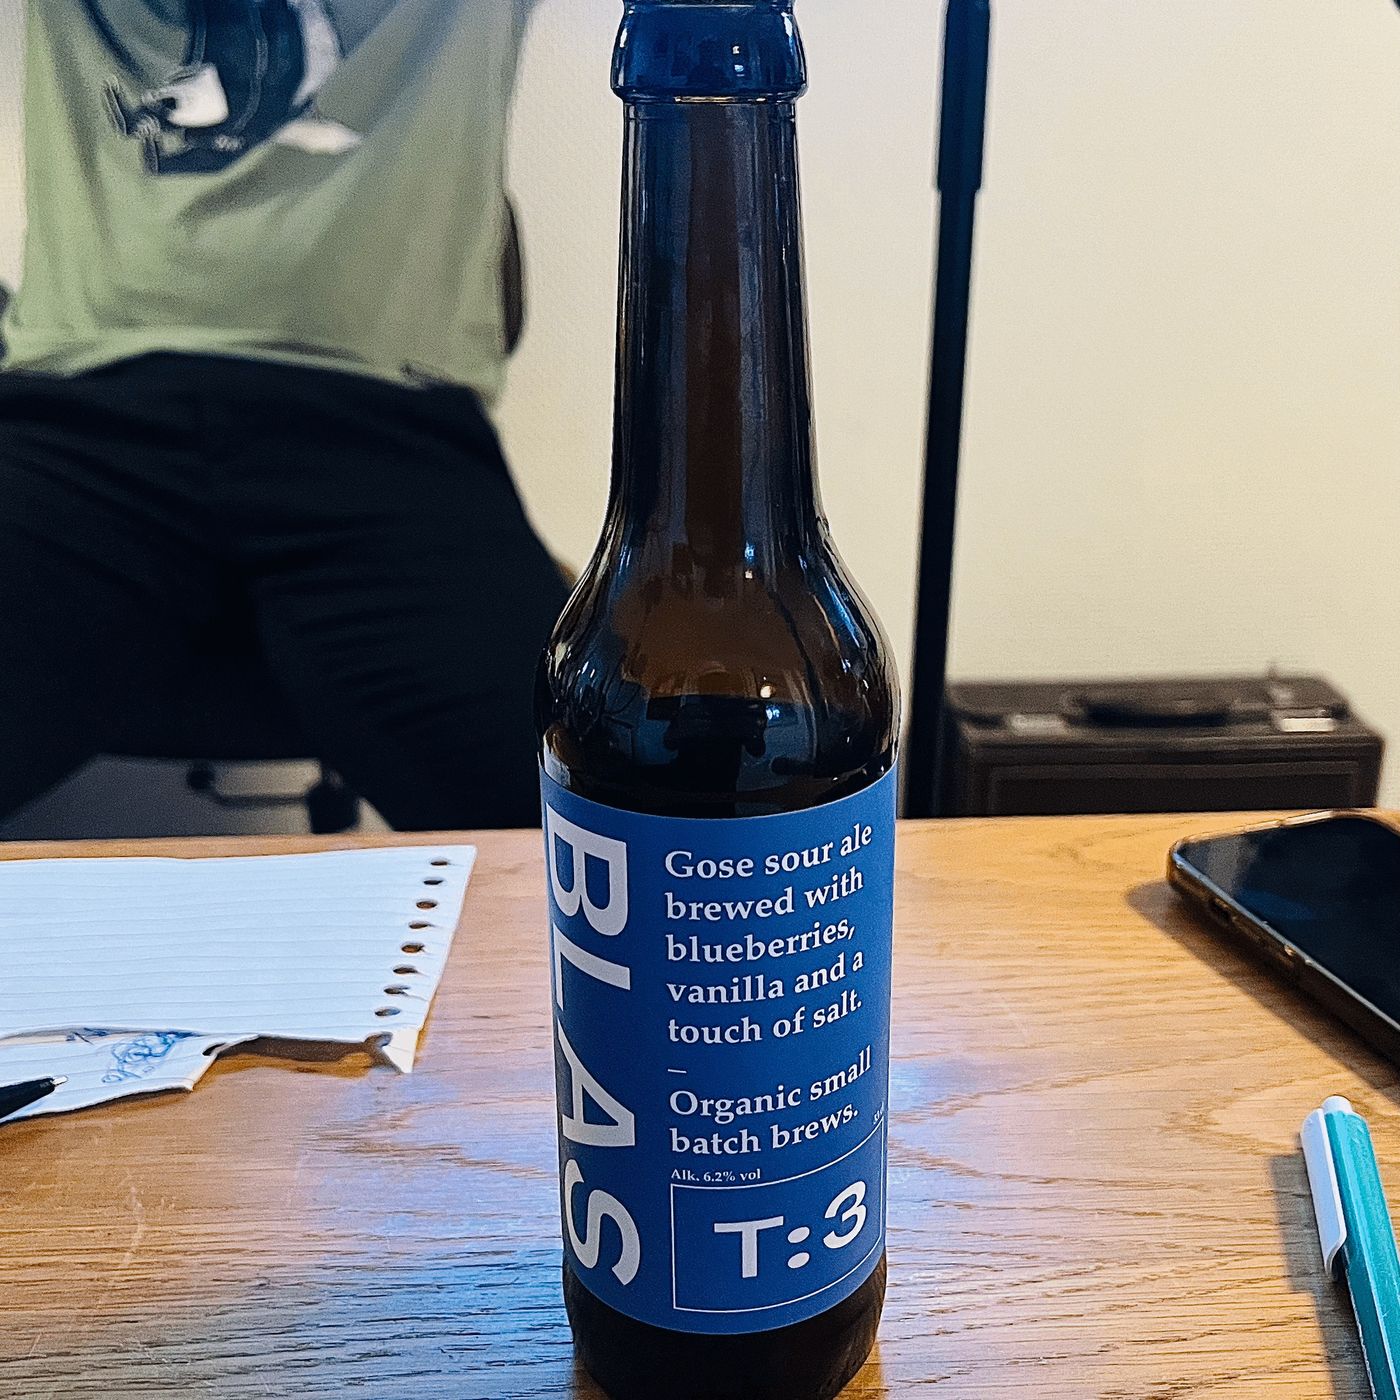 BLAS
Gose sour ale
brewed with
blueberries,
vanilla and a
touch of salt.
–
Organic small
batch brews.
Alk. 6.2% vol
T:3